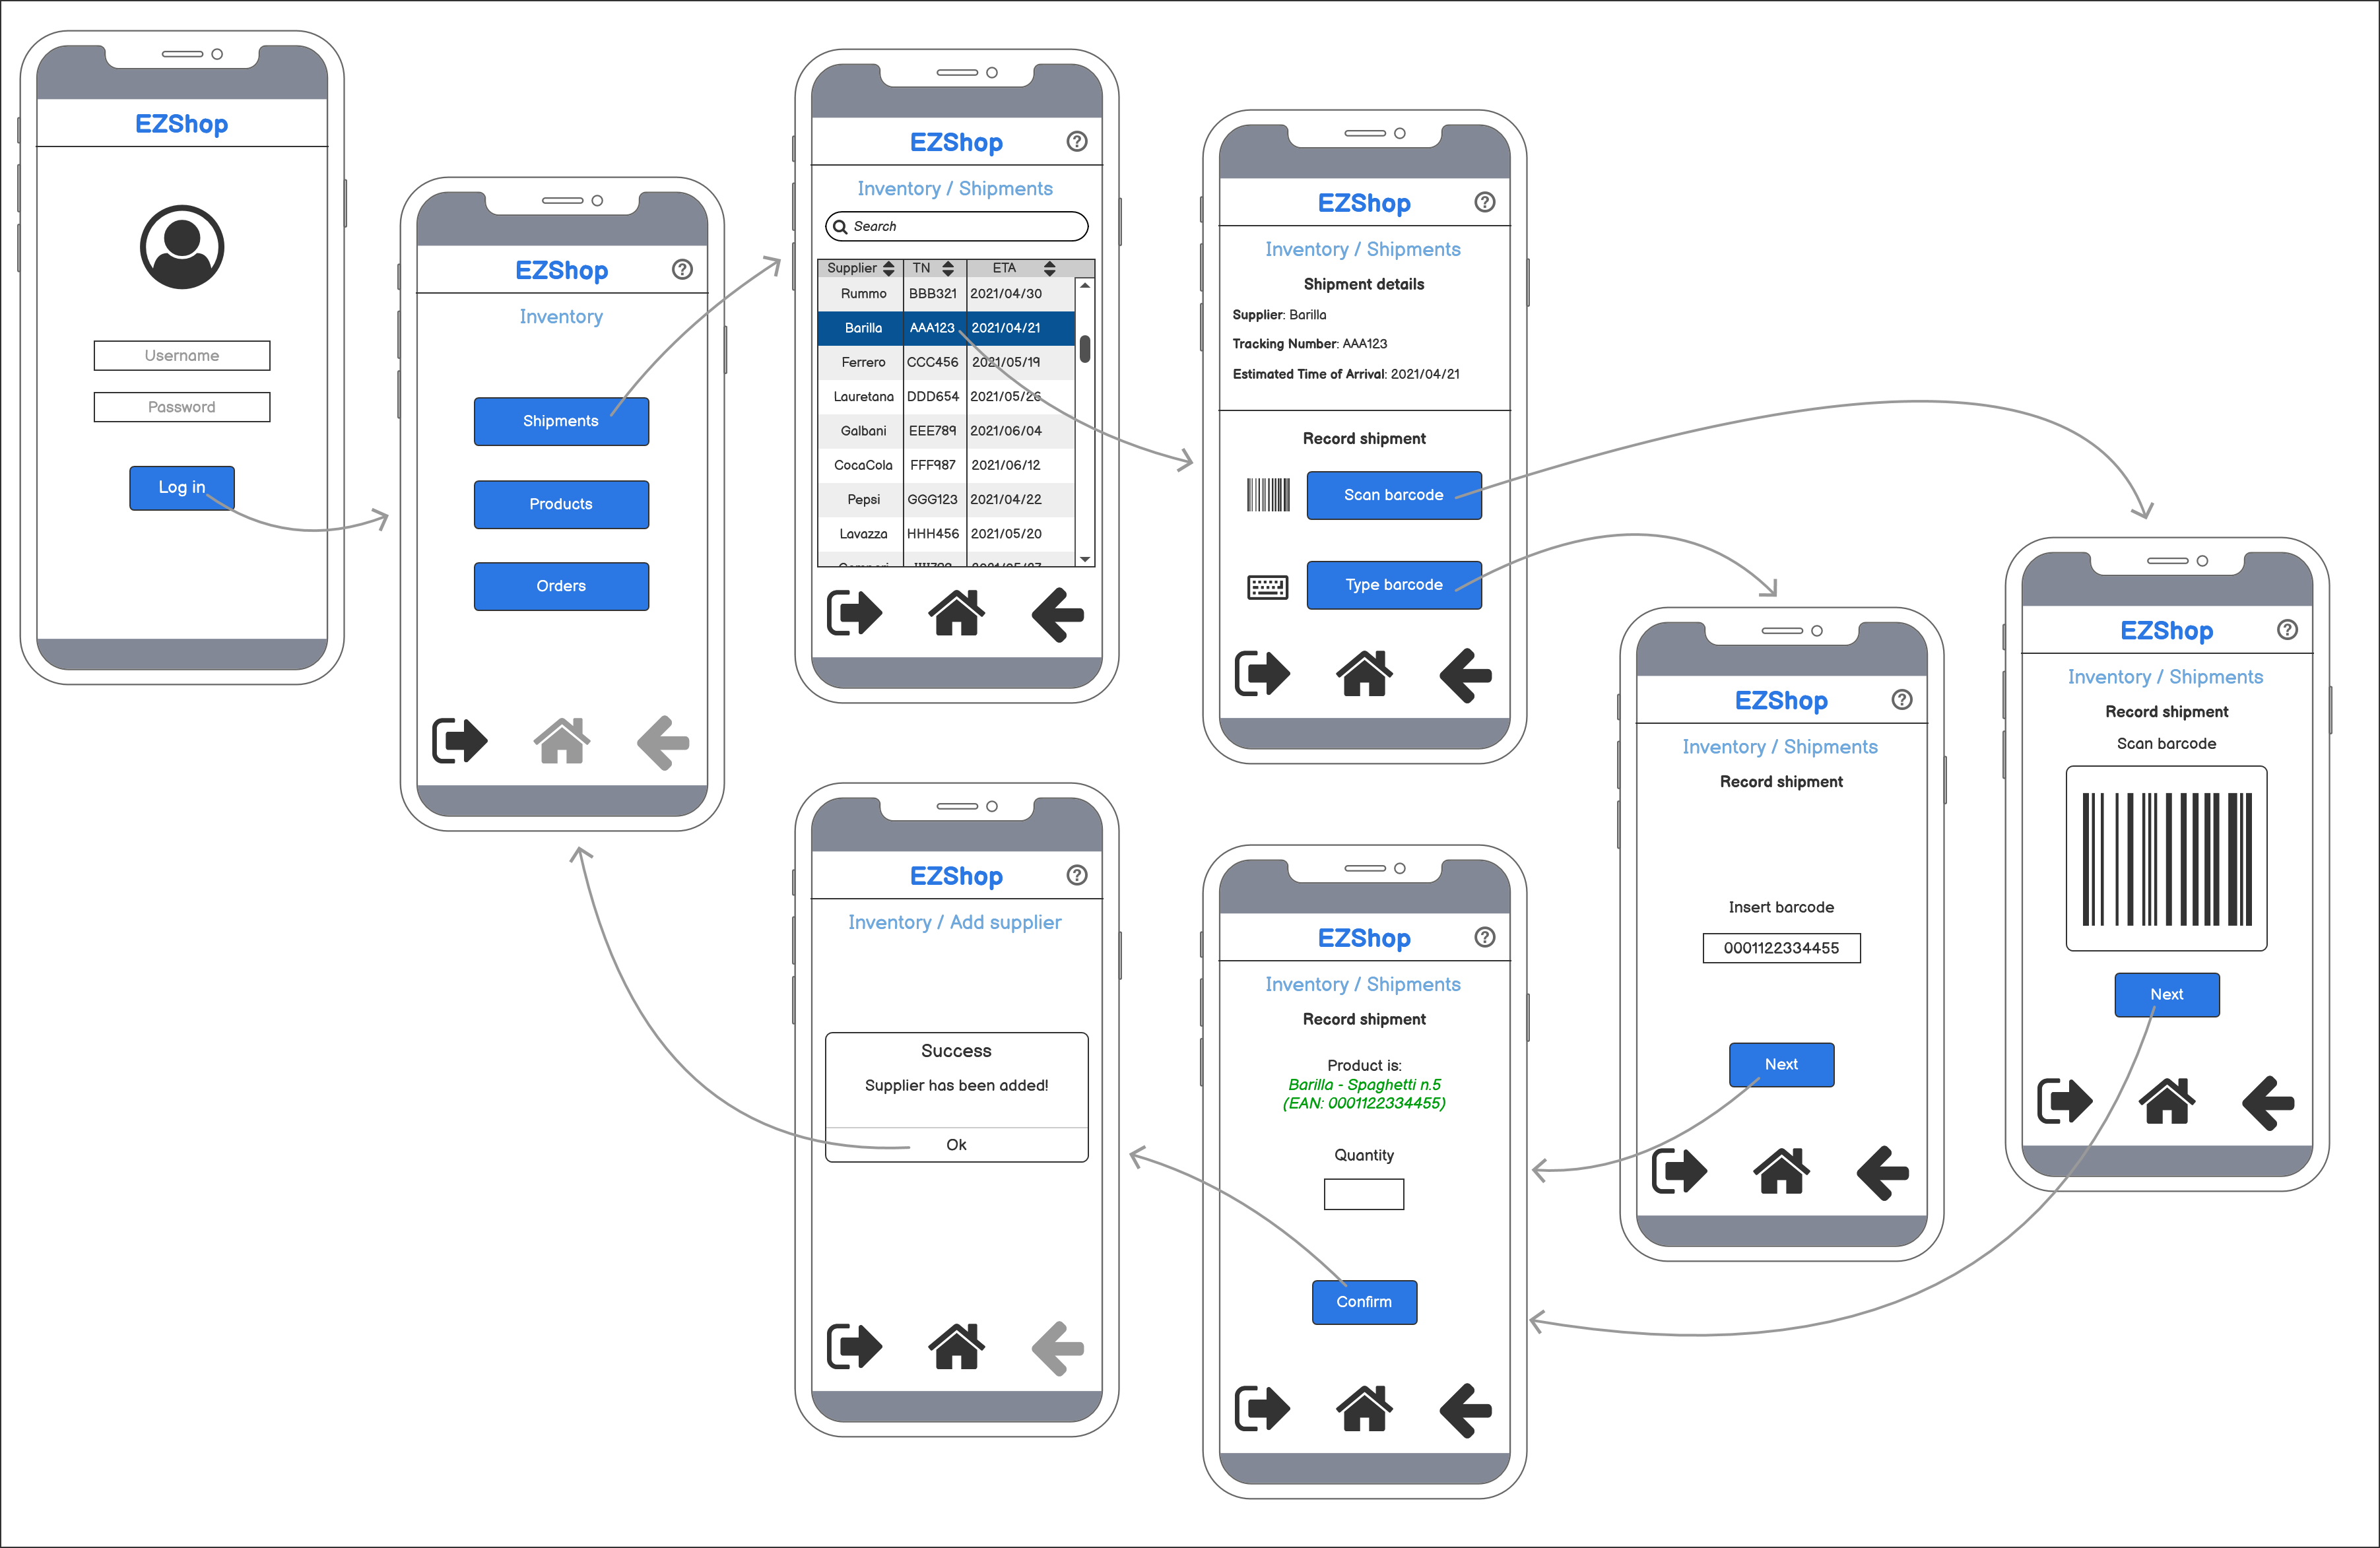 EZShop
Username
Password
Log in
EZShop
Inventory
Shipments
Products
Orders
EZShop
Inventory / Shipments
Search
Supplier TN ETA
Rummo BBB321 2021/04/30
Barilla AAA123 2021/04/21
Ferrero CCC456 2021/05/19
Lauretana DDD654 2021/05/26
Galbani EEE789 2021/06/04
CocaCola FFF987 2021/06/12
Pepsi GGG123 2021/04/22
Lavazza HHH456 2021/05/20
EZShop
Inventory / Shipments
Shipment details
Supplier: Barilla
Tracking Number: AAA123
Estimated Time of Arrival: 2021/04/21
Record shipment
Scan barcode
Type barcode
EZShop
Inventory / Shipments
Record shipment
Scan barcode
Next
EZShop
Inventory / Shipments
Record shipment
Insert barcode
0001122334455
Next
EZShop
Inventory / Shipments
Record shipment
Product is:
Barilla - Spaghetti n.5
(EAN: 0001122334455)
Quantity
Confirm
EZShop
Inventory / Add supplier
Success
Supplier has been added!
Ok